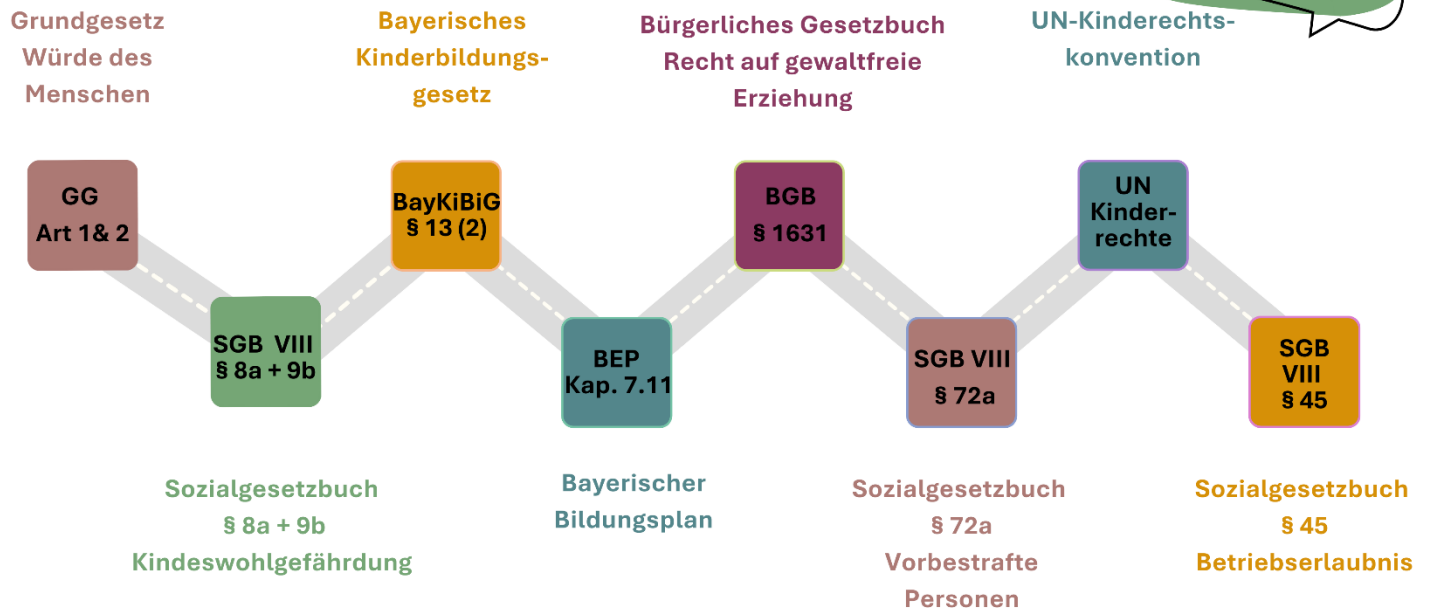 Grundgesetz
Würde des
Menschen
Bayerisches
Kinderbildungs-
gesetz
Bürgerliches Gesetzbuch
Recht auf gewaltfreie
Erziehung
UN-Kinderechts-
konvention
GG
Art 1& 2
BayKiBiG
§ 13 (2)
BGB
§ 1631
UN
Kinder-
rechte
SGB VIII
§ 8a + 9b
BEP
Kap. 7.11
SGB VIII
§ 72a
SGB
VIII
§ 45
Sozialgesetzbuch
§ 8a + 9b
Kindeswohlgefährdung
Bayerischer
Bildungsplan
Sozialgesetzbuch
§ 72a
Vorbestrafte
Personen
Sozialgesetzbuch
§ 45
Betriebserlaubnis